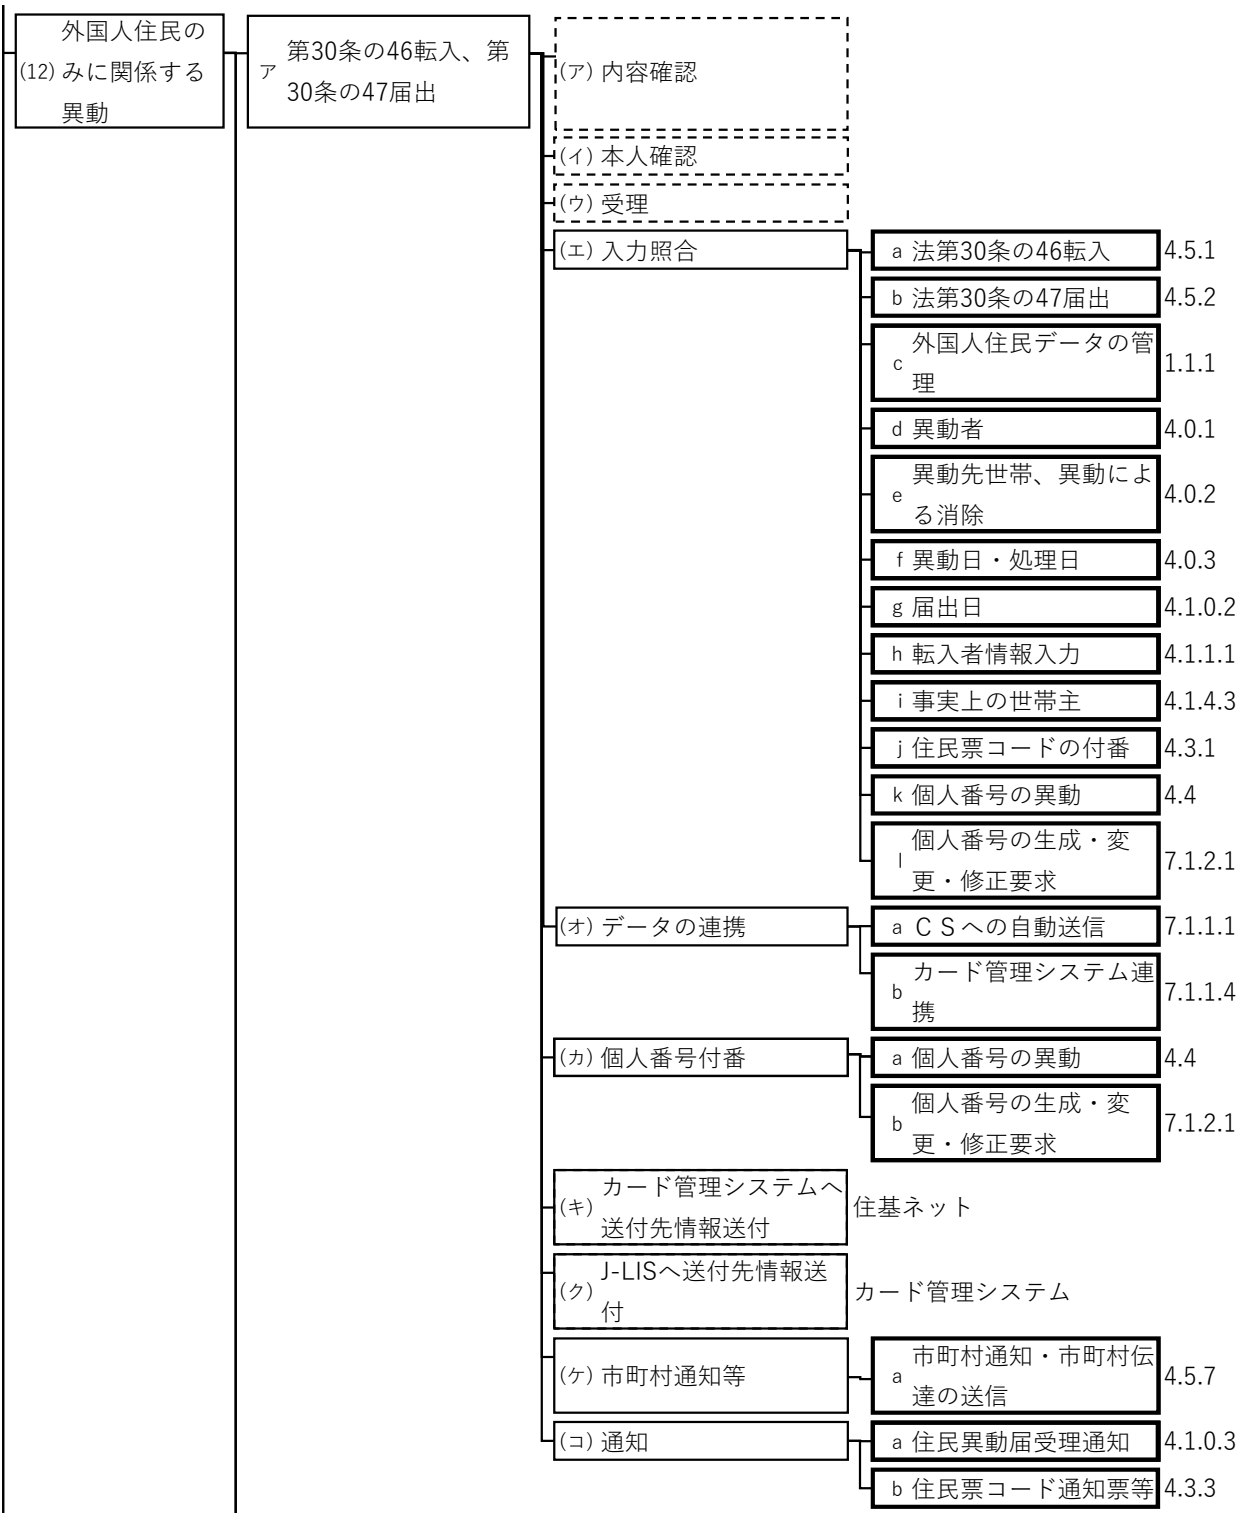 外国人住民の
(12) みに関係する
異動
ア 第30条の46転入、第
30条の47届出
(ア) 内容確認
(イ) 本人確認
(ウ) 受理
(エ) 入力照合
a 法第30条の46転入 4.5.1
b 法第30条の47届出 4.5.2
c 外国人住民データの管
理 1.1.1
d 異動者 4.0.1
e 異動先世帯、異動によ
る消除 4.0.2
f 異動日・処理日 4.0.3
g 届出日 4.1.0.2
h 転入者情報入力 4.1.1.1
i 事実上の世帯主 4.1.4.3
j 住民票コードの付番 4.3.1
k 個人番号の異動 4.4
l 個人番号の生成・変
更・修正要求 7.1.2.1
(オ) データの連携
a ＣＳへの自動送信 7.1.1.1
b カード管理システム連
携 7.1.1.4
(カ) 個人番号付番
a 個人番号の異動 4.4
b 個人番号の生成・変
更・修正要求 7.1.2.1
(キ) カード管理システムへ
送付先情報送付 住基ネット
(ク) J-LISへ送付先情報送
付 カード管理システム
(ケ) 市町村通知等
a 市町村通知・市町村伝
達の送信 4.5.7
(コ) 通知
a 住民異動届受理通知 4.1.0.3
b 住民票コード通知票等 4.3.3